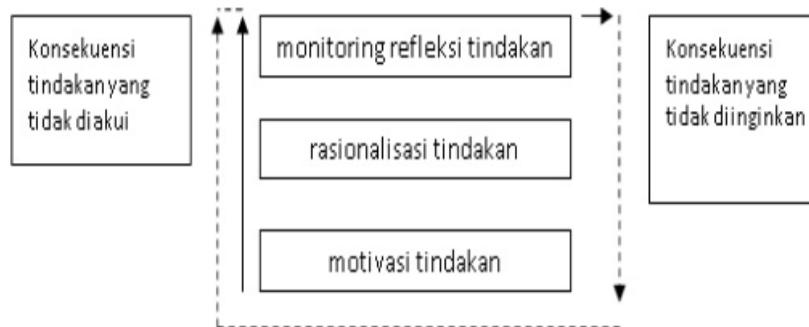 Konsekuensi
tindakan yang
tidak diakui
monitoring refleksi tindakan
rasionalisasi tindakan
motivasi tindakan
Konsekuensi
tindakan yang
tidak diinginkan